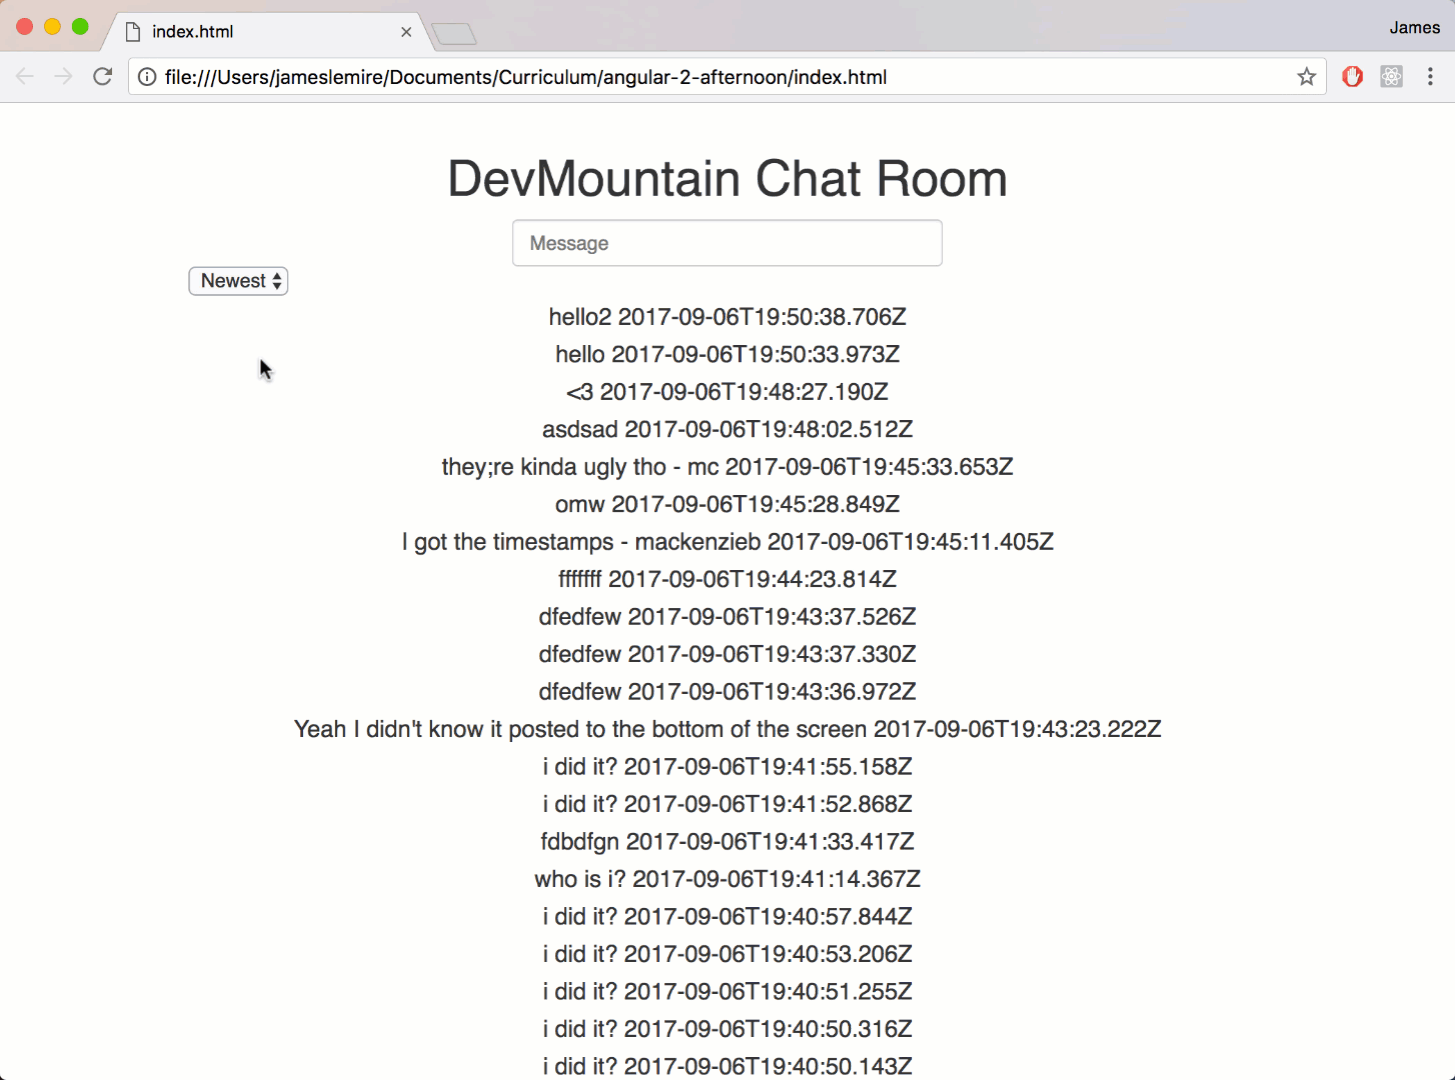 index.html
James
file:///Users/jameslemire/Documents/Curriculum/angular-2-afternoon/index.html
DevMountain Chat Room
Message
Newest
hello2 2017-09-06T19:50:38.706Z
hello 2017-09-06T19:50:33.973Z
<3 2017-09-06T19:48:27.190Z
asdsad 2017-09-06T19:48:02.512Z
they;re kinda ugly tho - mc 2017-09-06T19:45:33.653Z
omw 2017-09-06T19:45:28.849Z
I got the timestamps - mackenzieb 2017-09-06T19:45:11.405Z
fffffff 2017-09-06T19:44:23.814Z
dfedfew 2017-09-06T19:43:37.526Z
dfedfew 2017-09-06T19:43:37.330Z
dfedfew 2017-09-06T19:43:36.972Z
Yeah I didn't know it posted to the bottom of the screen 2017-09-06T19:43:23.222Z
i did it? 2017-09-06T19:41:55.158Z
i did it? 2017-09-06T19:41:52.868Z
fdbdfgn 2017-09-06T19:41:33.417Z
who is i? 2017-09-06T19:41:14.367Z
i did it? 2017-09-06T19:40:57.844Z
i did it? 2017-09-06T19:40:53.206Z
i did it? 2017-09-06T19:40:51.255Z
i did it? 2017-09-06T19:40:50.316Z
i did it? 2017-09-06T19:40:50.143Z